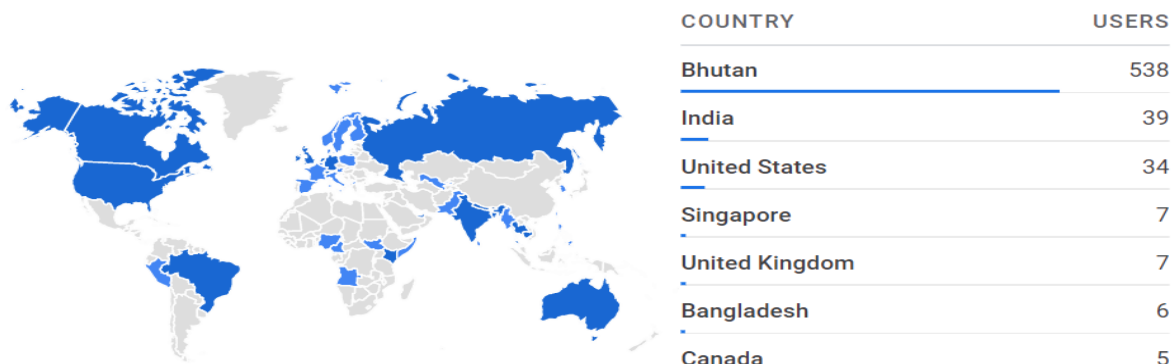 COUNTRY USERS
Bhutan 538
India 39
United States 34
Singapore 7
United Kingdom 7
Bangladesh 6
Canada 5